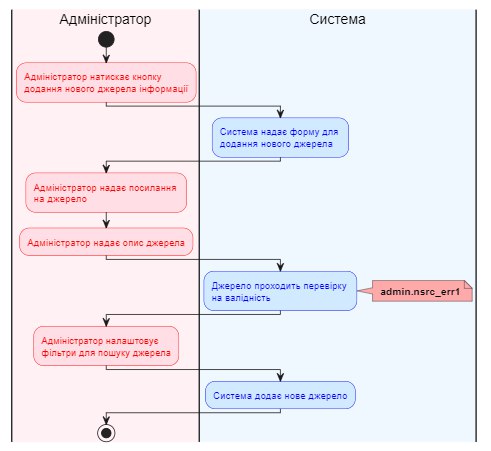 Адміністратор
Система
Адміністратор натискає кнопку
додання нового джерела інформації
Система надає форму для
додання нового джерела
Адміністратор надає посилання
на джерело
Адміністратор надає опис джерела
Джерело проходить перевірку
на валідність
admin.nsrc_err1
Адміністратор налаштовує
фільтри для пошуку джерела
Система додає нове джерело